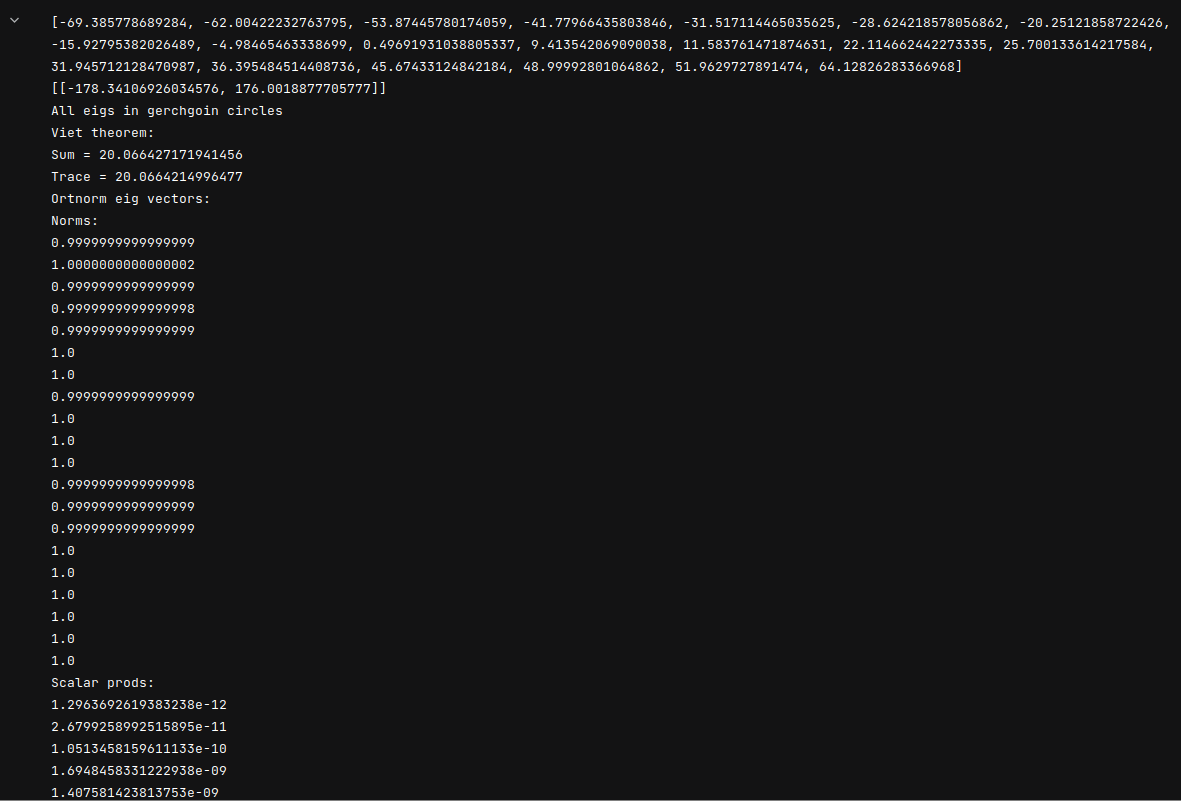 [-69.385778689284, -62.00422232763795, -53.87445780174059, -41.77966435803846, -31.517114465035625, -28.624218578056862, -20.25121858722426,
-15.92795382026489, -4.98465463338699, 0.49691931038805337, 9.413542069090038, 11.583761471874631, 22.114662442273335, 25.700133614217584,
31.945712128470987, 36.395484514408736, 45.67433124842184, 48.99992801064862, 51.9629727891474, 64.12826283366968]
[[-178.34106926034576, 176.0018877705777]]
All eigs in gerchgoin circles
Viet theorem:
Sum = 20.066427171941456
Trace = 20.0664214996477
Ortnorm eig vectors:
Norms:
0.9999999999999999
1.0000000000000002
0.9999999999999999
0.9999999999999998
0.9999999999999999
1.0
1.0
0.9999999999999999
1.0
1.0
1.0
0.9999999999999998
0.9999999999999999
0.9999999999999999
1.0
1.0
1.0
1.0
1.0
1.0
Scalar prods:
1.2963692619383238e-12
2.6799258992515895e-11
1.0513458159611133e-10
1.6948458331222938e-09
1.407581423813753e-09